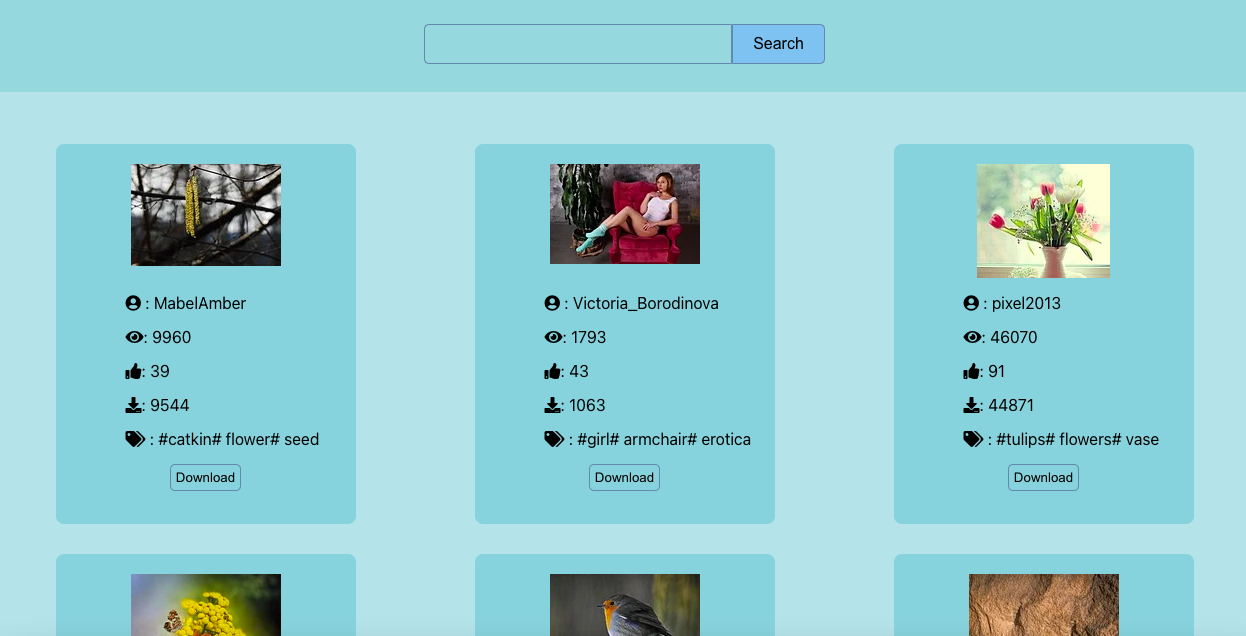 Search
: MabelAmber
: 9960
: 39
: 9544
: #catkin# flower# seed
Download
: Victoria_Borodinova
: 1793
: 43
: 1063
: #girl# armchair# erotica
Download
: pixel2013
: 46070
: 91
: 44871
: #tulips# flowers# vase
Download